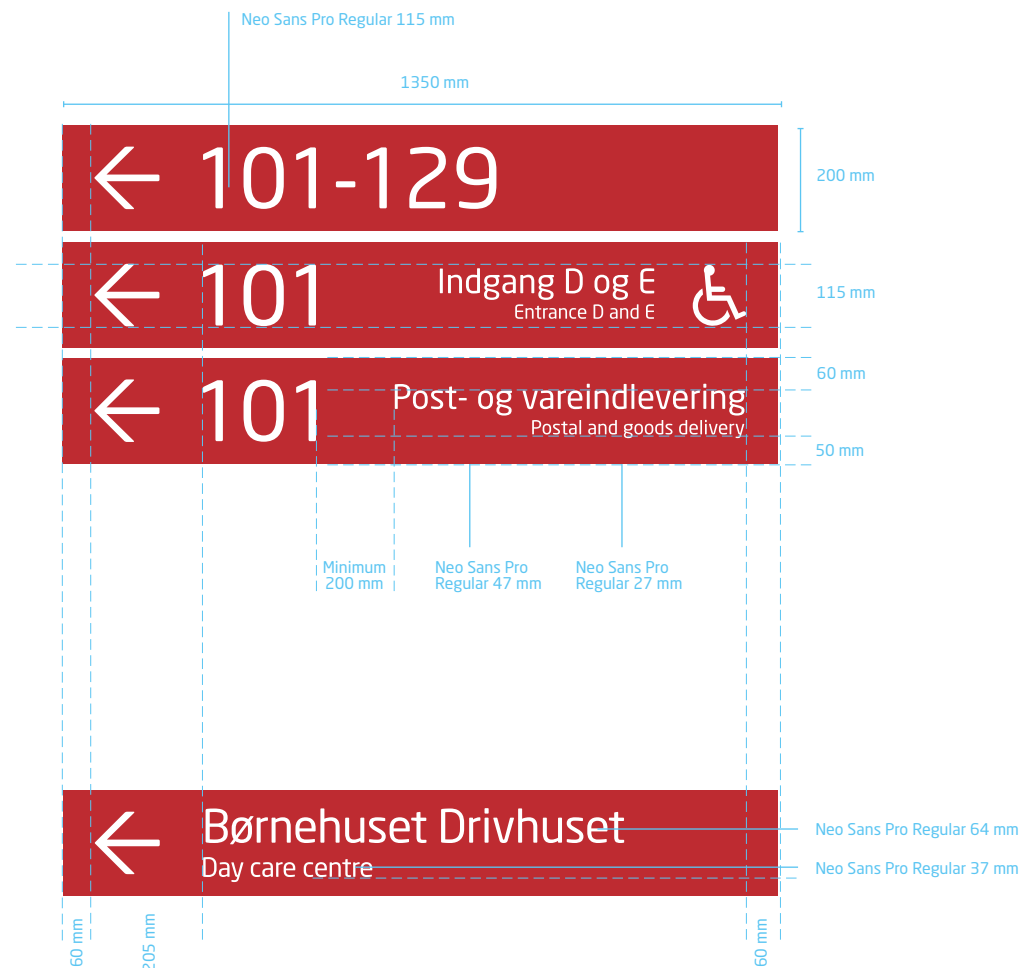 Neo Sans Pro Regular 115 mm
1350 mm
101-129
200 mm
101
Indgang D og E
Entrance D and E
115 mm
101
Post- og vareindlevering
Postal and goods delivery
60 mm
50 mm
Minimum
200 mm
Neo Sans Pro
Regular 47 mm
Neo Sans Pro
Regular 27 mm
Børnehuset Drivhuset
Day care centre
Neo Sans Pro Regular 64 mm
Neo Sans Pro Regular 37 mm
60 mm
205 mm
60 mm